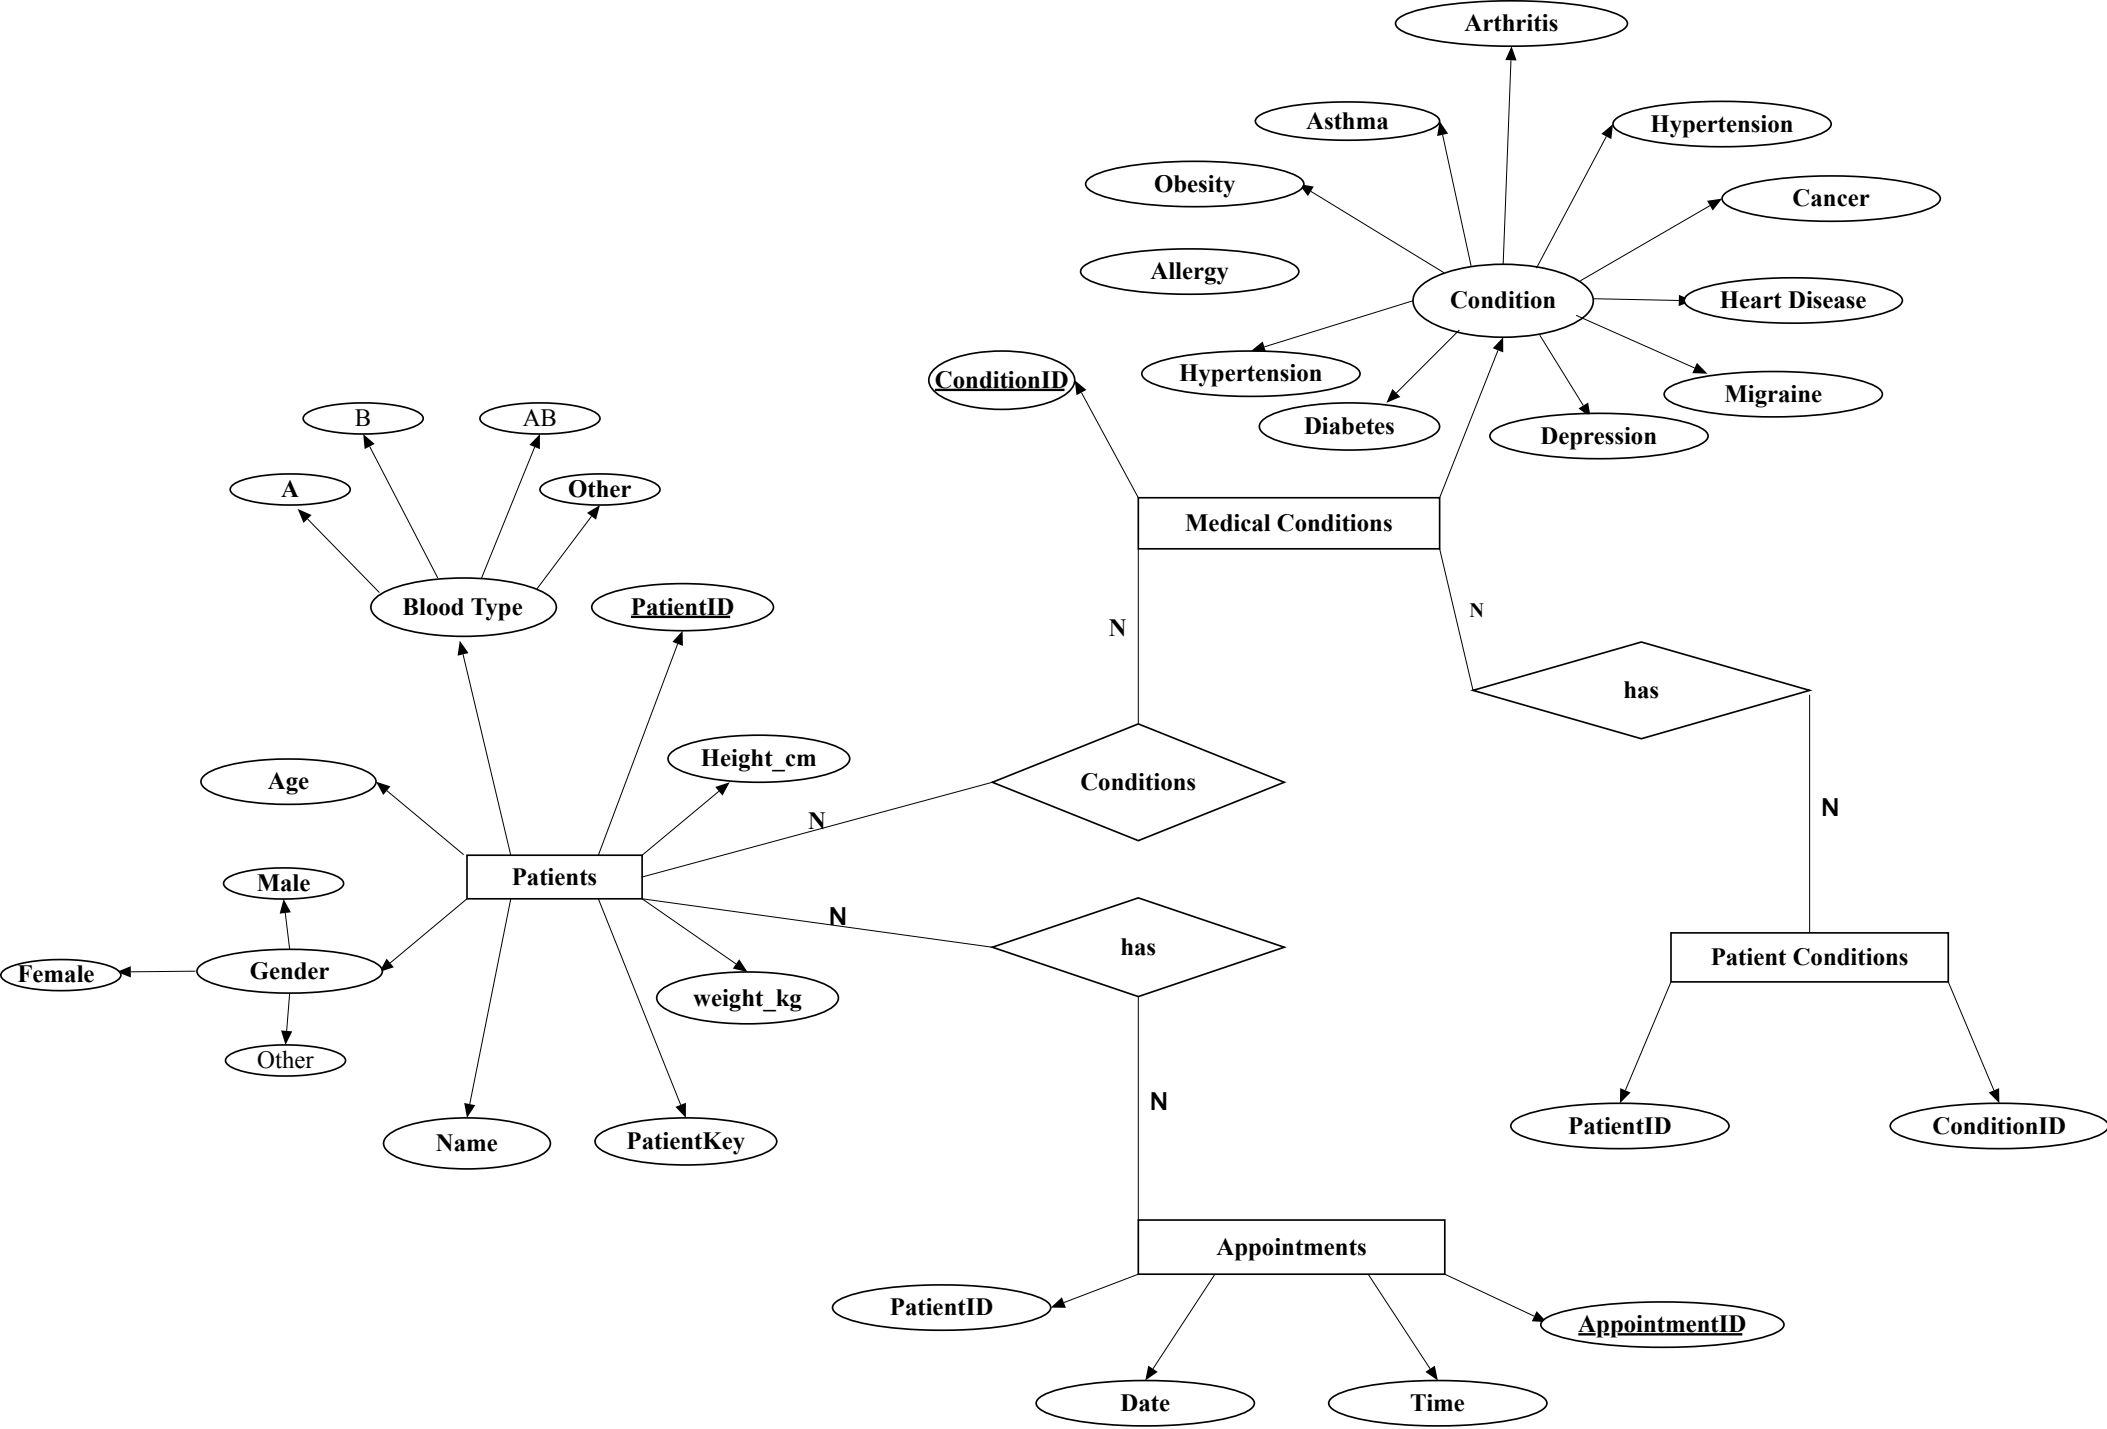 Arthritis
Asthma
Hypertension
Obesity
Cancer
Allergy
Condition
Heart Disease
ConditionID
Hypertension
Migraine
Diabetes
Depression
B
AB
A
Other
Medical Conditions
Blood Type
PatientID
N
N
has
Height_cm
Age
Conditions
N
N
Patients
Male
N
has
Patient Conditions
Female
Gender
weight_kg
Other
N
PatientID
ConditionID
Name
PatientKey
Appointments
PatientID
AppointmentID
Date
Time